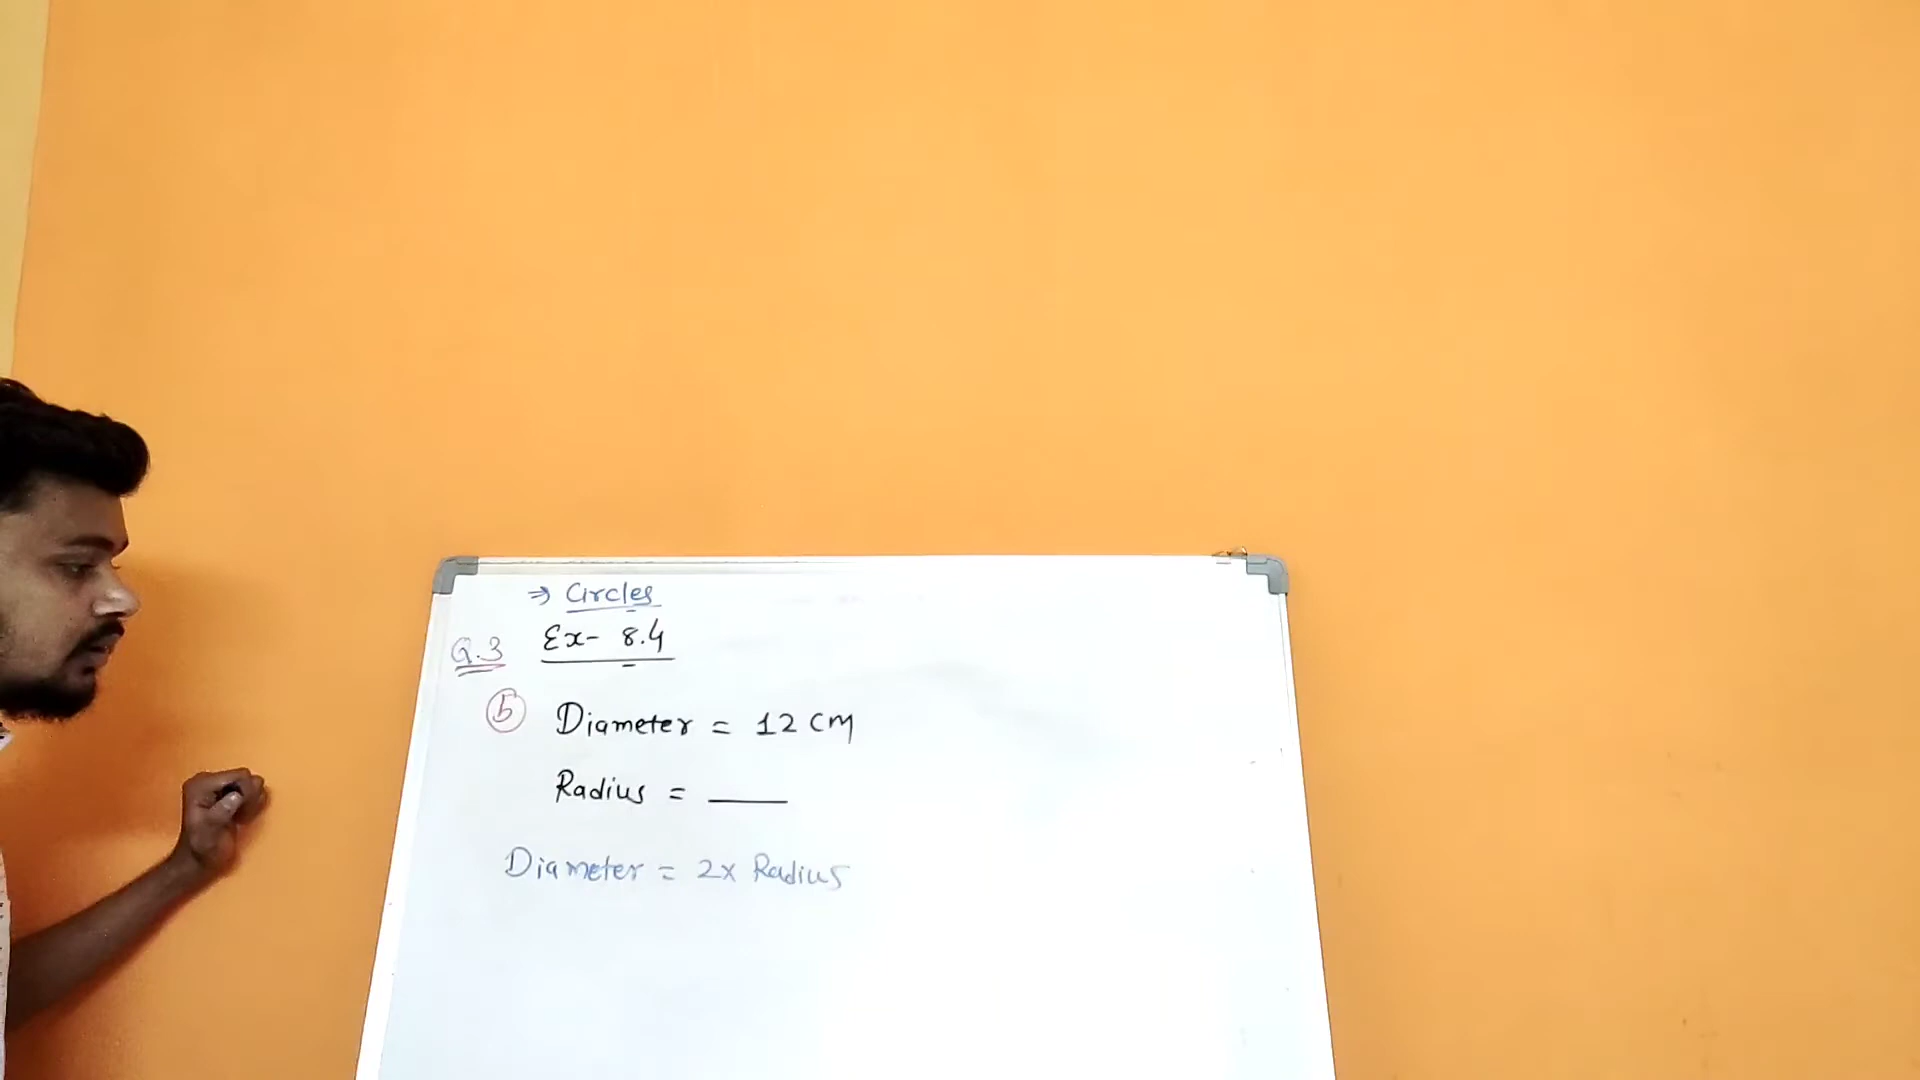 ⇒ Circles
Q.3 Ex- 8.4
b Diameter = 12 cm
Radius = ____
Diameter = 2x Radius